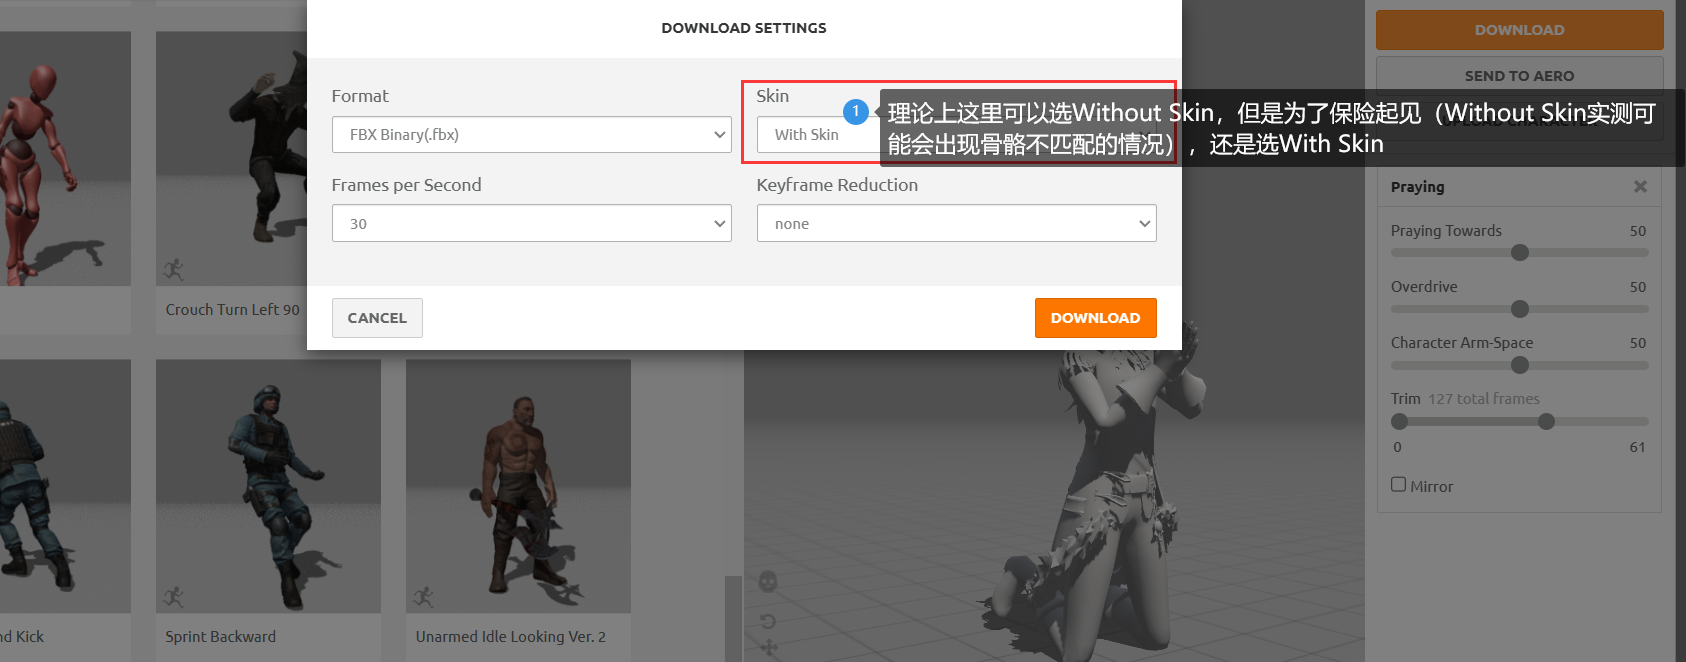 DOWNLOAD SETTINGS
Format
FBX Binary(.fbx)
Skin
With Skin
1
理论上这里可以选Without Skin，但是为了保险起见（Without Skin实测可
能会出现骨骼不匹配的情况），还是选With Skin
Frames per Second
30
Keyframe Reduction
none
CANCEL
DOWNLOAD
Crouch Turn Left 90
nd Kick
Sprint Backward
Unarmed Idle Looking Ver. 2
DOWNLOAD
SEND TO AERO
Praying
Praying Towards 50
Overdrive 50
Character Arm-Space 50
Trim 127 total frames
0 61
Mirror